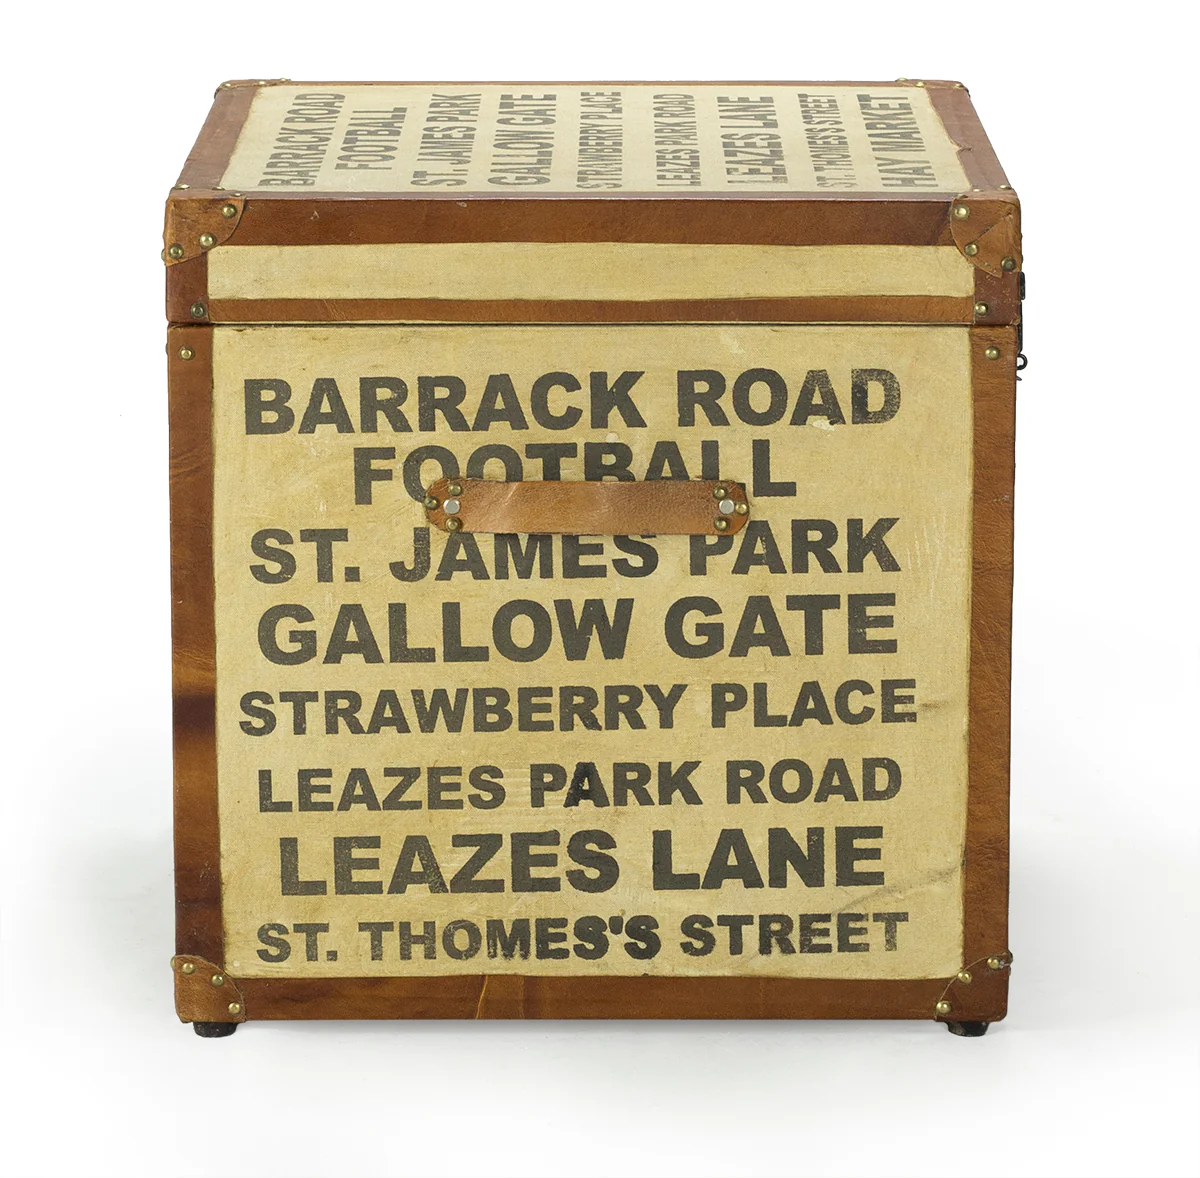 BARRACK ROAD
FOOTBALL
ST. JAMES PARK
GALLOW GATE
STRAWBERRY PLACE
LEAZES PARK ROAD
LEAZES LANE
ST. THOMES'S STREET
HAY MARKET
BARRACK ROAD
FOOTBALL
ST. JAMES PARK
GALLOW GATE
STRAWBERRY PLACE
LEAZES PARK ROAD
LEAZES LANE
ST. THOMES'S STREET